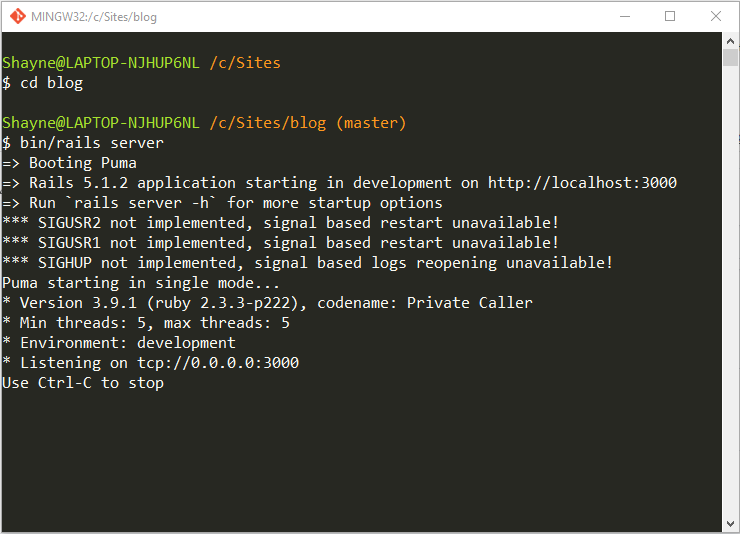 MINGW32:/c/Sites/blog
Shayne@LAPTOP-NJHUP6NL /c/Sites
$ cd blog
Shayne@LAPTOP-NJHUP6NL /c/Sites/blog (master)
$ bin/rails server
=> Booting Puma
=> Rails 5.1.2 application starting in development on http://localhost:3000
=> Run `rails server -h` for more startup options
*** SIGUSR2 not implemented, signal based restart unavailable!
*** SIGUSR1 not implemented, signal based restart unavailable!
*** SIGHUP not implemented, signal based logs reopening unavailable!
Puma starting in single mode...
* Version 3.9.1 (ruby 2.3.3-p222), codename: Private Caller
* Min threads: 5, max threads: 5
* Environment: development
* Listening on tcp://0.0.0.0:3000
Use Ctrl-C to stop